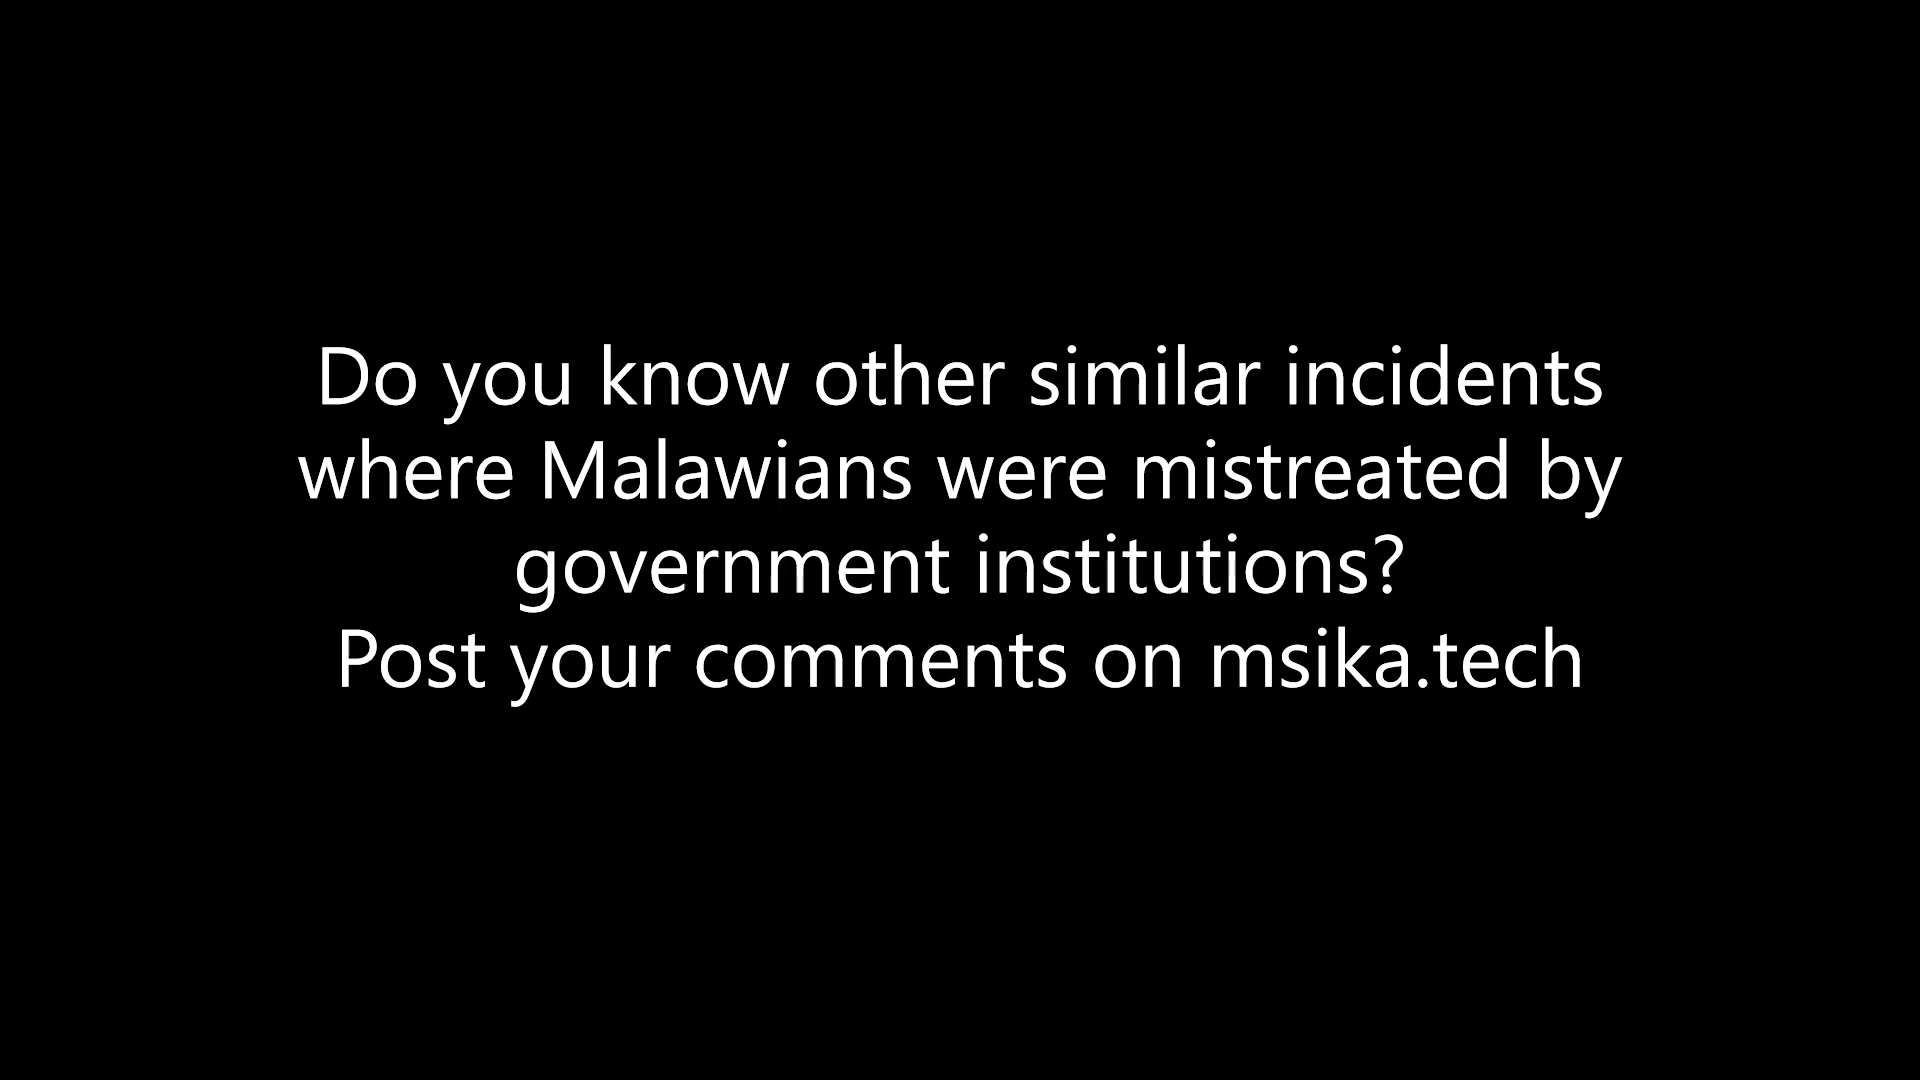 Do you know other similar incidents
where Malawians were mistreated by
government institutions?
Post your comments on msika.tech